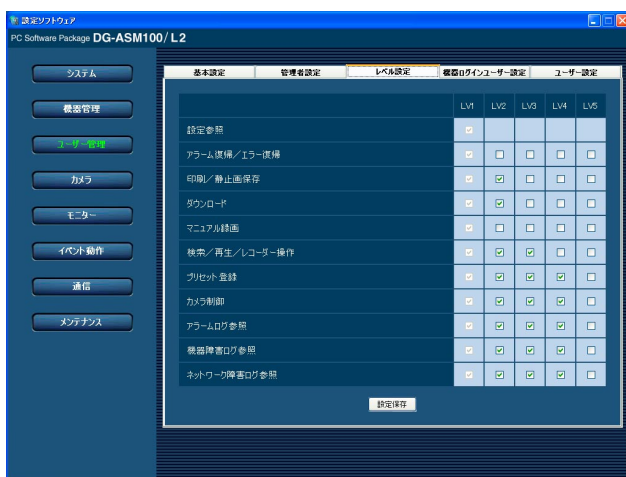 設定ソフトウェア
PC Software Package DG-ASM100/L2
システム
機器管理
ユーザー管理
カメラ
モニター
イベント動作
通信
メンテナンス
基本設定 管理者設定 レベル設定 機器ログインユーザー設定 ユーザー設定
LV1 LV2 LV3 LV4 LV5
設定参照
アラーム復帰/エラー復帰
印刷/静止画保存
ダウンロード
マニュアル録画
検索/再生/レコーダー操作
プリセット登録
カメラ制御
アラームログ参照
機器障害ログ参照
ネットワーク障害ログ参照
設定保存